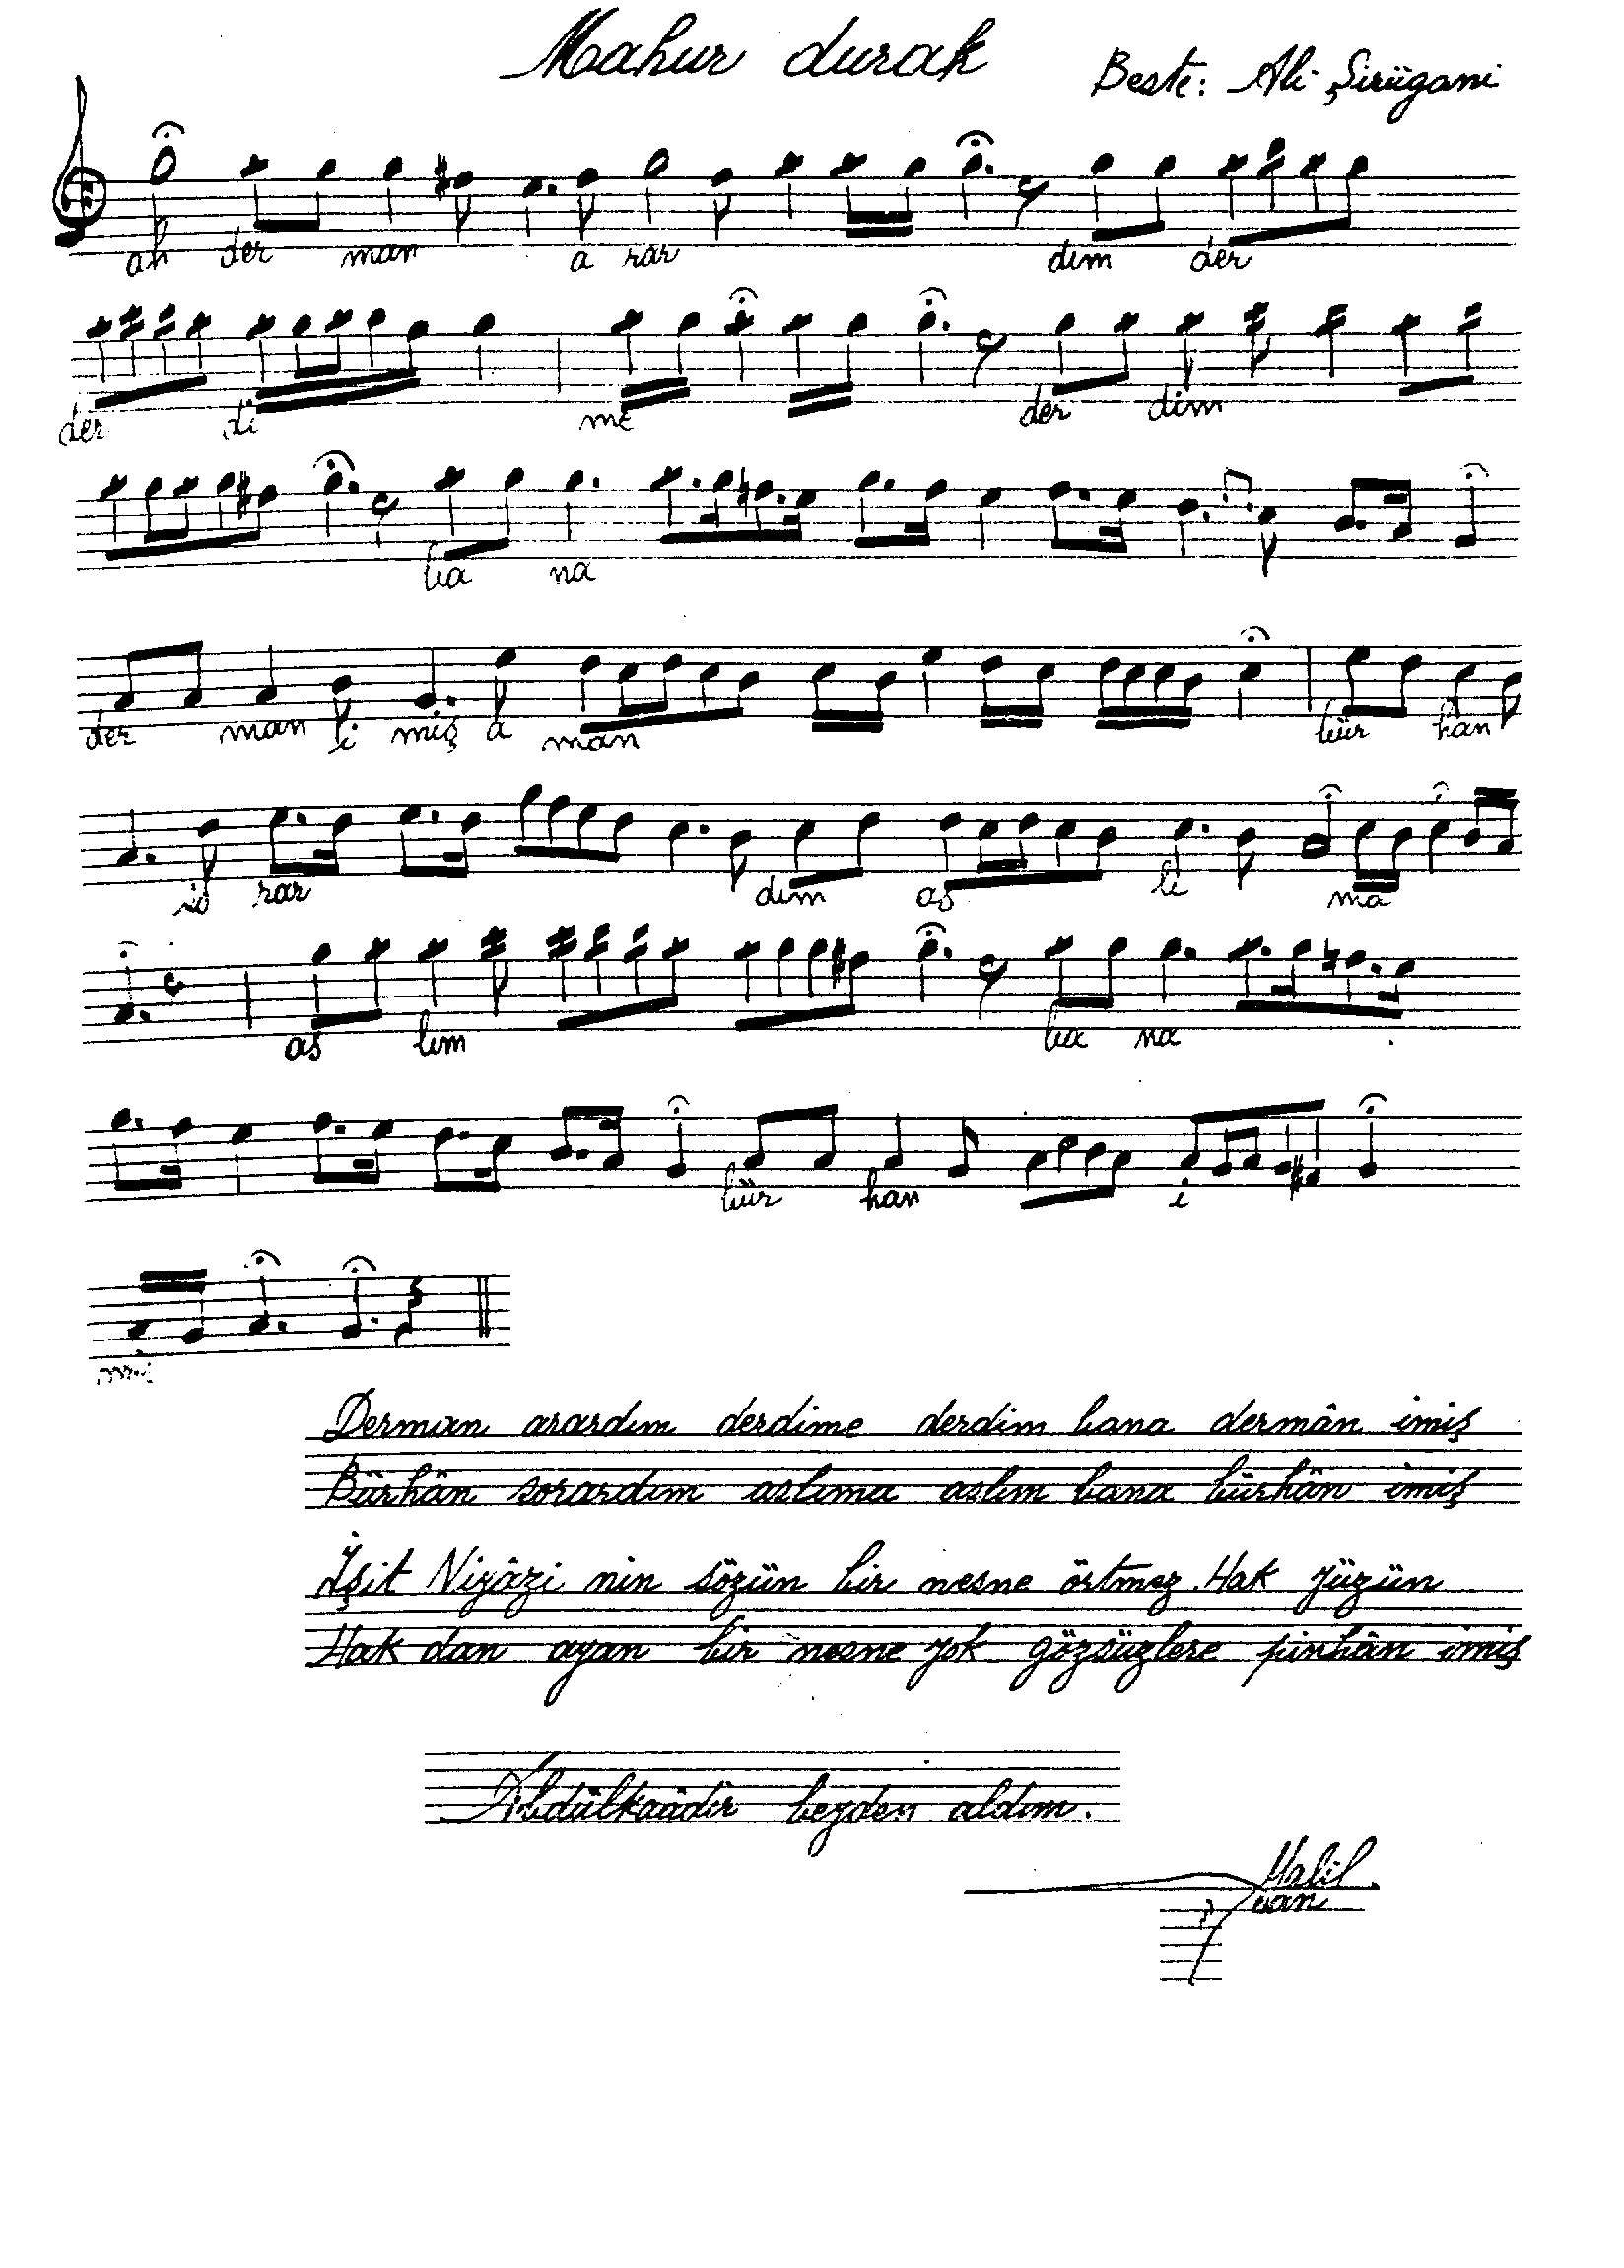 Mahur durak
Beste: Ali Şirügani
ah der man a rar dım der
der di me der dim
ba na
der man i miş a man bür han
so rar dım as lı ma
as lım ba na
bür han i
miş
Derman arardım derdime derdim bana dermân imiş
Bürhân sorardım aslıma aslım bana bürhân imiş
İşit Niyâzi nin sözün bir nesne örtmez Hak yüzün
Hak dan ayan bir nesne yok gözsüzlere pinhân imiş
Abdülkaâdir beyden aldım.
Halil
can